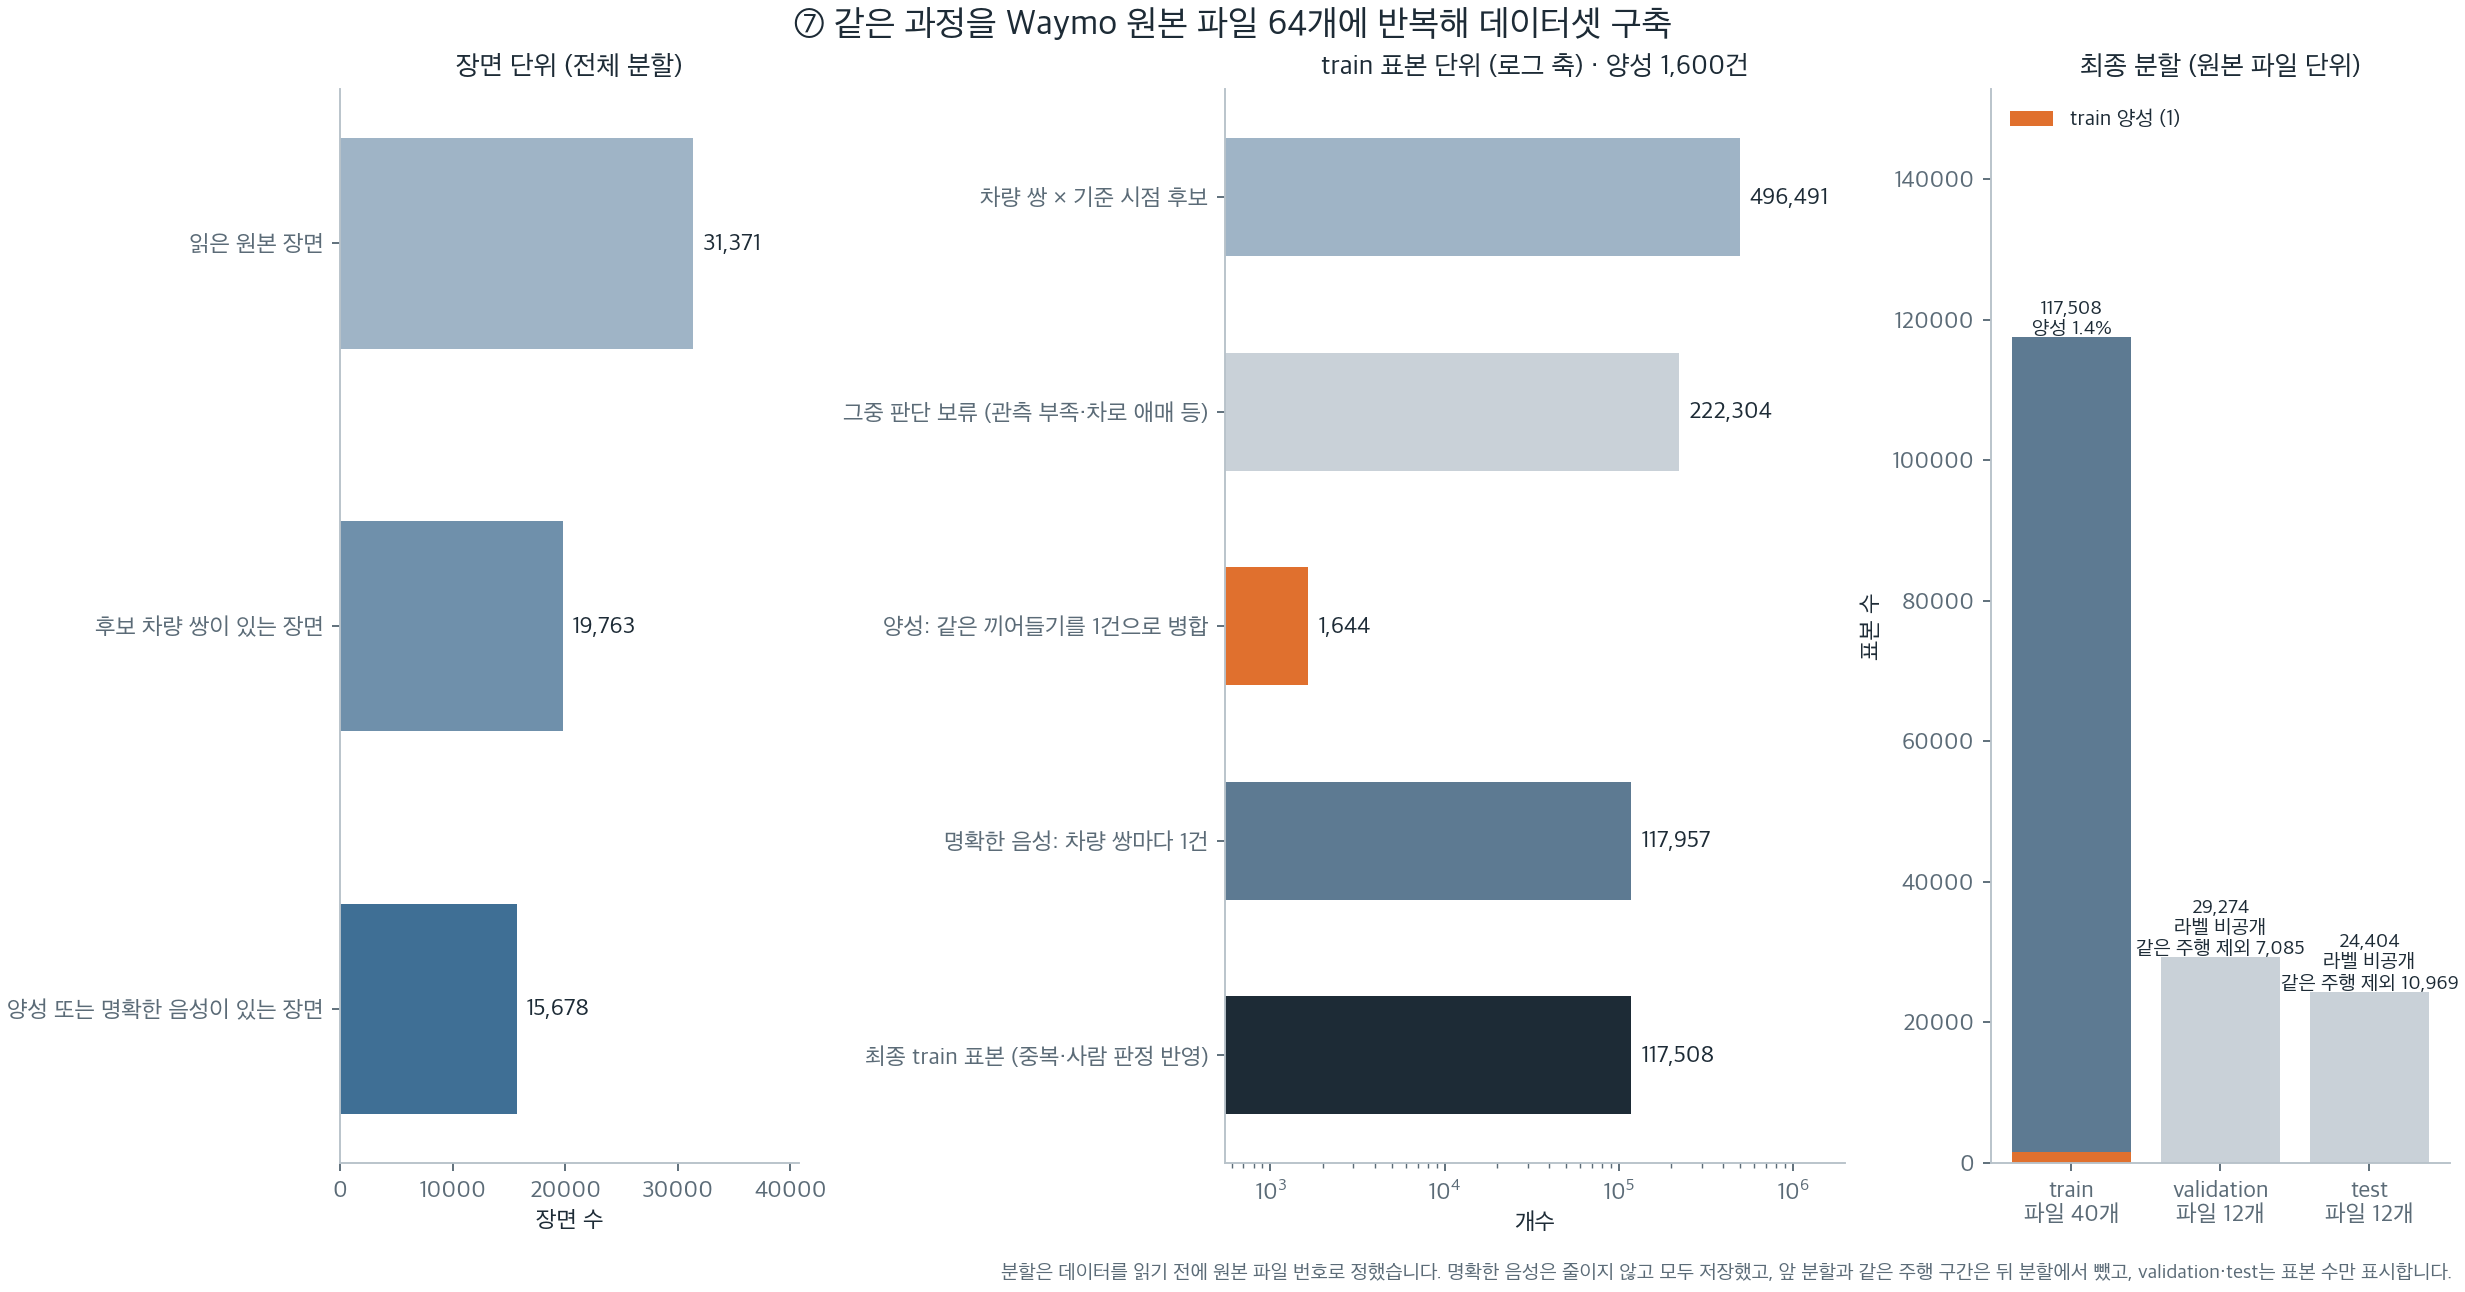 ⑦ 같은 과정을 Waymo 원본 파일 64개에 반복해 데이터셋 구축
장면 단위 (전체 분할)
읽은 원본 장면
31,371
후보 차량 쌍이 있는 장면
19,763
양성 또는 명확한 음성이 있는 장면
15,678
0 10000 20000 30000 40000
장면 수
train 표본 단위 (로그 축) · 양성 1,600건
차량 쌍 × 기준 시점 후보
496,491
그중 판단 보류 (관측 부족·차로 애매 등)
222,304
양성: 같은 끼어들기를 1건으로 병합
1,644
명확한 음성: 차량 쌍마다 1건
117,957
최종 train 표본 (중복·사람 판정 반영)
117,508
10³ 10⁴ 10⁵ 10⁶
개수
최종 분할 (원본 파일 단위)
train 양성 (1)
140000
120000
100000
80000
60000
40000
20000
0
표본 수
117,508
양성 1.4%
29,274
라벨 비공개
같은 주행 제외 7,085
24,404
라벨 비공개
같은 주행 제외 10,969
train
파일 40개
validation
파일 12개
test
파일 12개
분할은 데이터를 읽기 전에 원본 파일 번호로 정했습니다. 명확한 음성은 줄이지 않고 모두 저장했고, 앞 분할과 같은 주행 구간은 뒤 분할에서 뺐고, validation·test는 표본 수만 표시합니다.